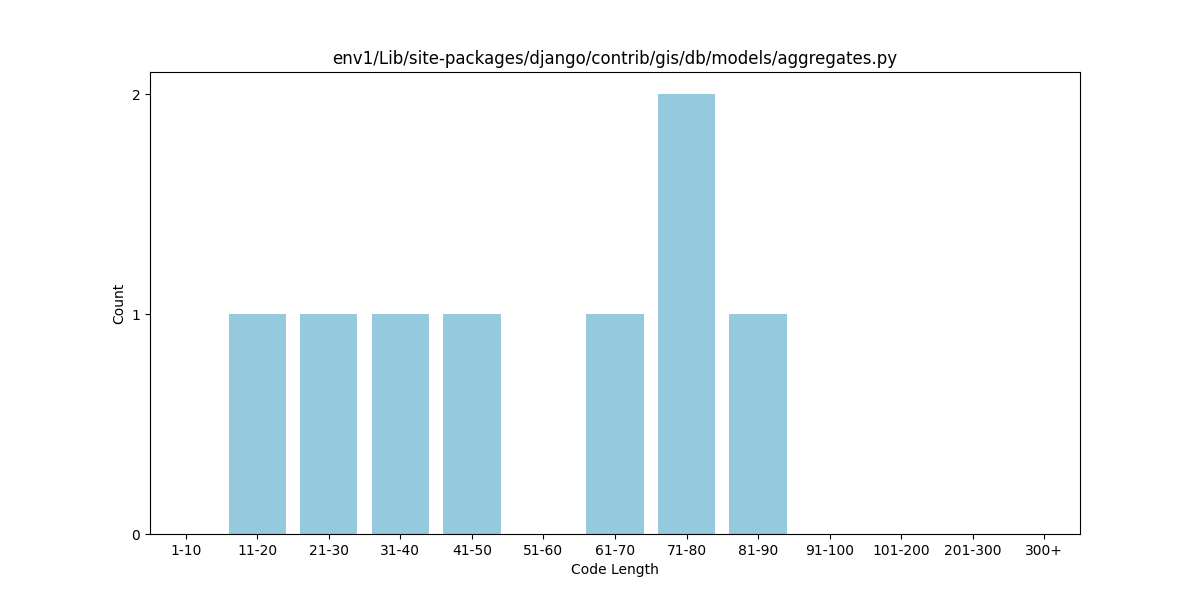 env1/Lib/site-packages/django/contrib/gis/db/models/aggregates.py
2
1
0
Count
1-10 11-20 21-30 31-40 41-50 51-60 61-70 71-80 81-90 91-100 101-200 201-300 300+
Code Length